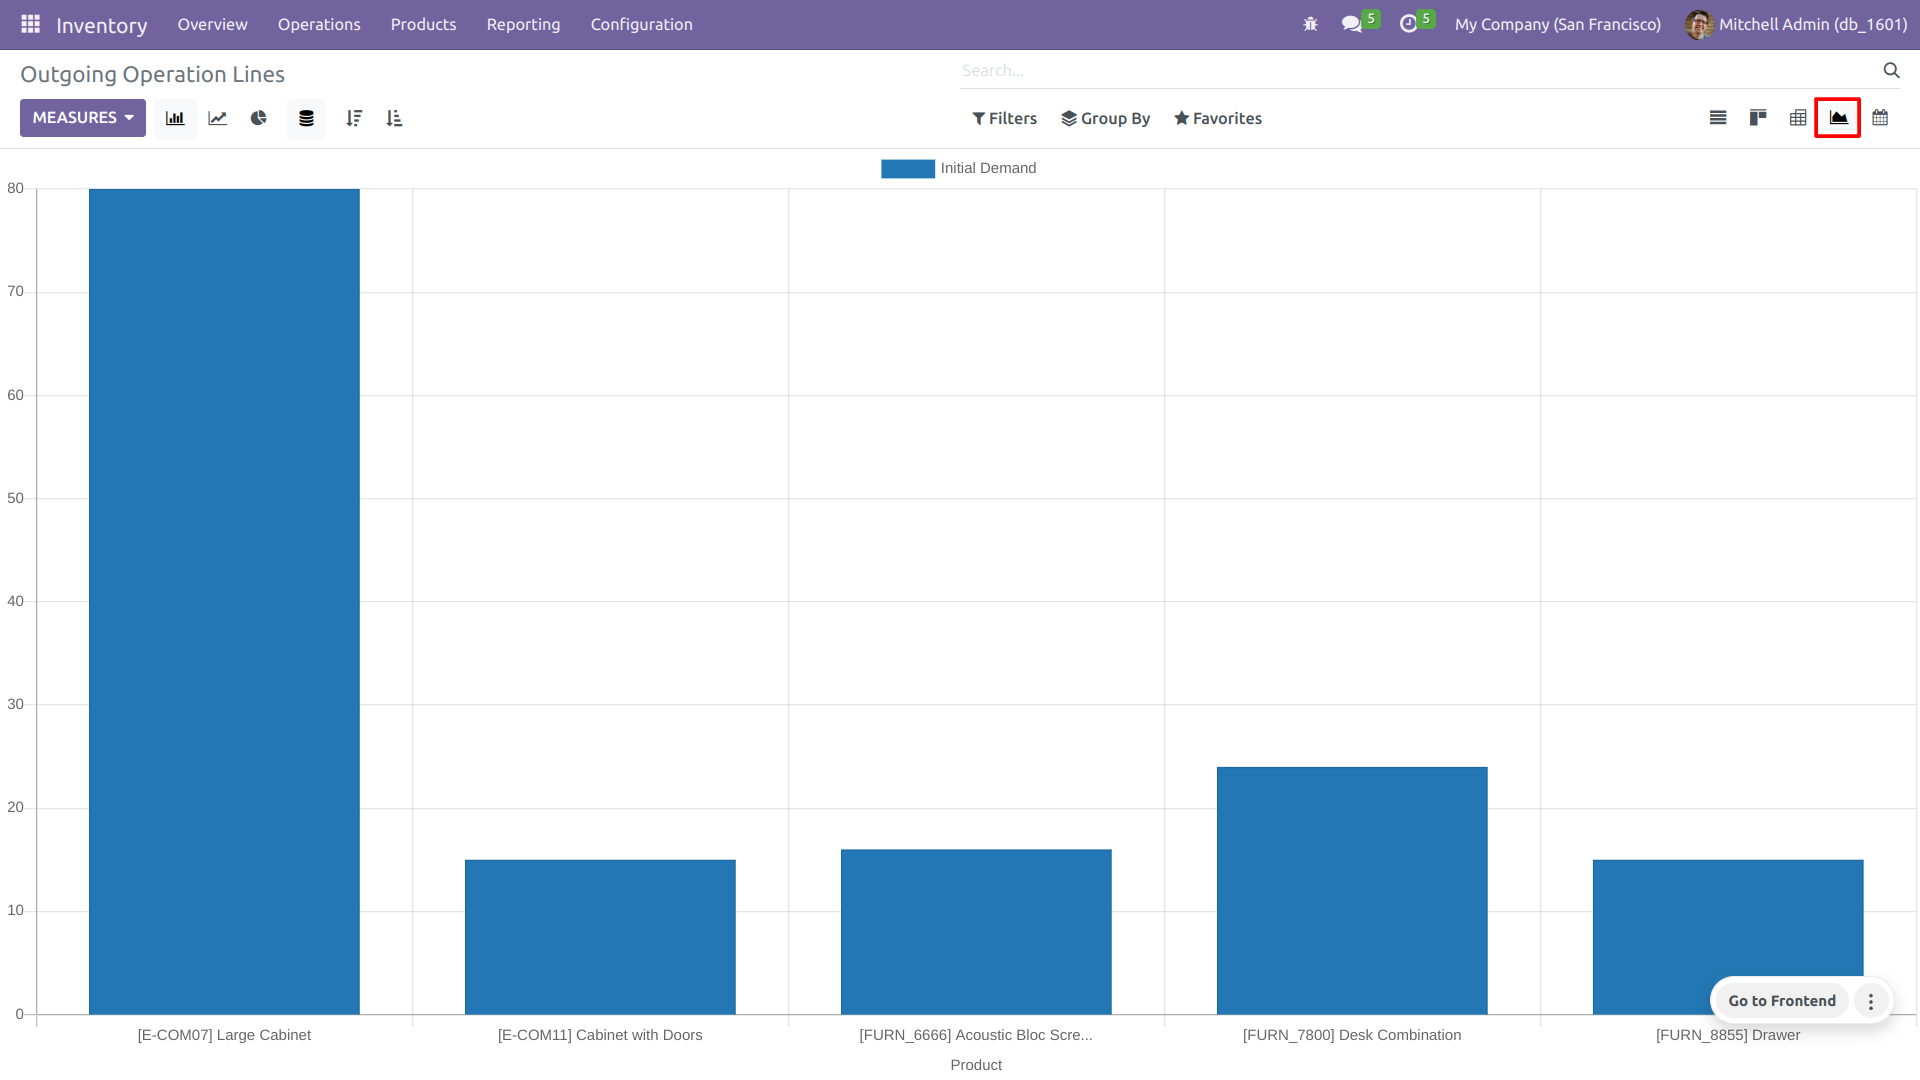 Inventory Overview Operations Products Reporting Configuration 5 5 My Company (San Francisco) Mitchell Admin (db_1601)
Outgoing Operation Lines
Search...
MEASURES Filters Group By Favorites
Initial Demand
80
70
60
50
40
30
20
10
0
Go to Frontend
[E-COM07] Large Cabinet [E-COM11] Cabinet with Doors [FURN_6666] Acoustic Bloc Scre... [FURN_7800] Desk Combination [FURN_8855] Drawer
Product